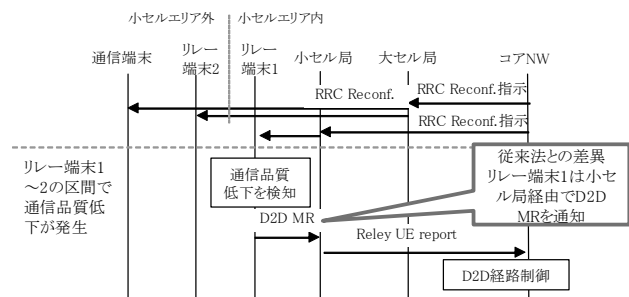 小セルエリア外
小セルエリア内
通信端末
リレー
端末2
リレー
端末1
小セル局
大セル局
コアNW
RRC Reconf.
RRC Reconf.指示
RRC Reconf.指示
リレー端末1
~2の区間で
通信品質低
下が発生
通信品質
低下を検知
従来法との差異
リレー端末1は小セ
ル局経由でD2D
MRを通知
D2D MR
Reley UE report
D2D経路制御